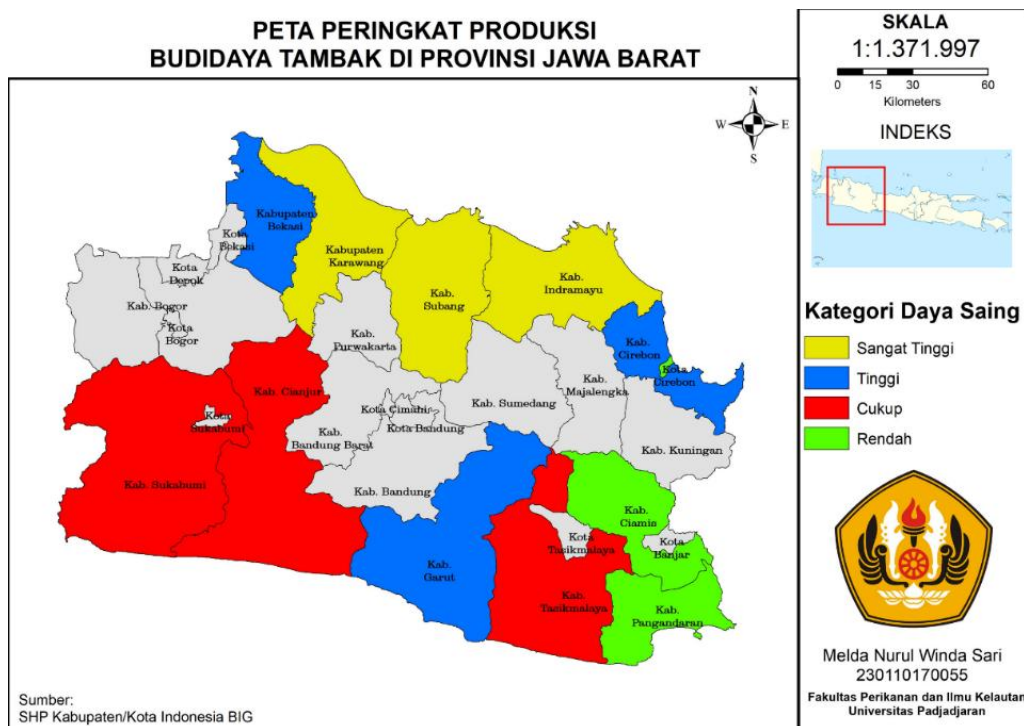 PETA PERINGKAT PRODUKSI
BUDIDAYA TAMBAK DI PROVINSI JAWA BARAT
N
W
E
S
Kabupaten
Bekasi
Kota
Bekasi
Kabupaten
Karawang
Kota
Depok
Kab. Bogor
Kota
Bogor
Kab.
Subang
Kab.
Indramayu
Kab.
Purwakarta
Kab.
Cirebon
Kota
Cirebon
Kab.
Majalengka
Kab. Cianjur
Kab. Sumedang
Kota
Sukabumi
Kota Cimahi
Kota Bandung
Kab.
Bandung Barat
Kab. Kuningan
Kab. Sukabumi
Kab. Bandung
Kab.
Ciamis
Kota
Tasikmalaya
Kota
Banjar
Kab.
Garut
Kab.
Tasikmalaya
Kab.
Pangandaran
Sumber:
SHP Kabupaten/Kota Indonesia BIG
SKALA
1:1.371.997
0 15 30 60
Kilometers
INDEKS
Kategori Daya Saing
Sangat Tinggi
Tinggi
Cukup
Rendah
Melda Nurul Winda Sari
230110170055
Fakultas Perikanan dan Ilmu Kelautan
Universitas Padjadjaran